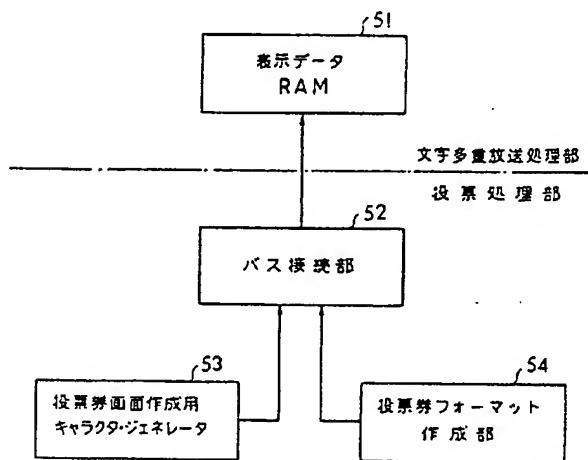 51
表示データ
RAM
文字多重放送処理部
投票処理部
52
バス接続部
53
投票券画面作成用
キャラクタ・ジェネレータ
54
投票券フォーマット
作成部